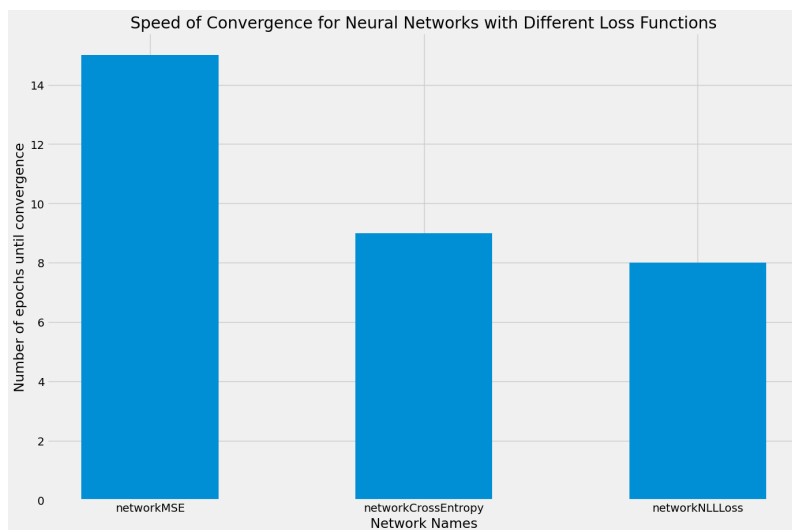 Speed of Convergence for Neural Networks with Different Loss Functions
Number of epochs until convergence
14
12
10
8
6
4
2
0
networkMSE networkCrossEntropy networkNLLLoss
Network Names